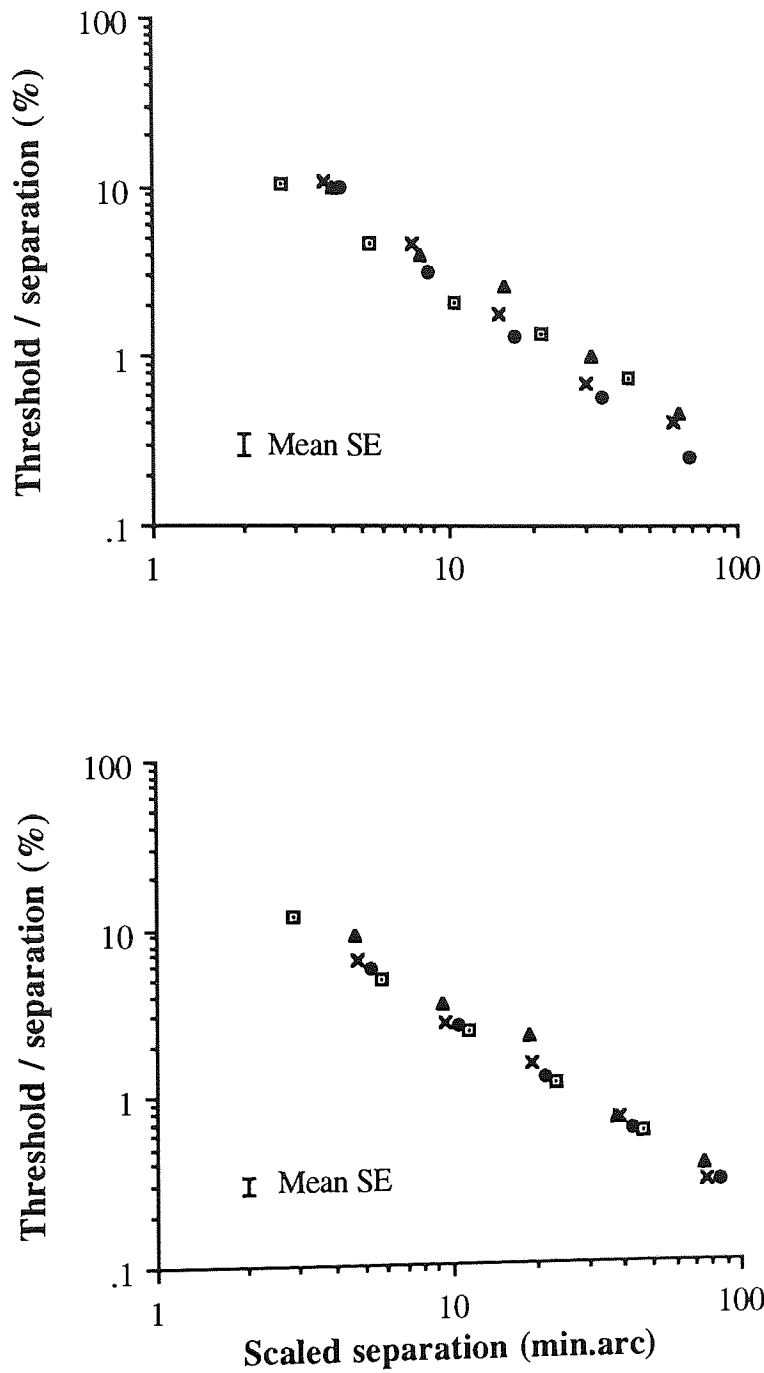 Threshold / separation (%)
100
10
1
.1
Mean SE
1
10
100
Threshold / separation (%)
100
10
1
.1
Mean SE
1
10
100
Scaled separation (min.arc)